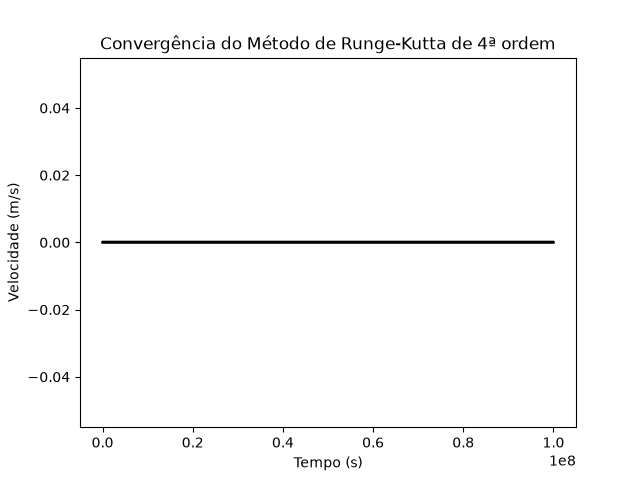 Convergência do Método de Runge-Kutta de 4ª ordem
0.04
0.02
0.00
−0.02
−0.04
Velocidade (m/s)
0.0 0.2 0.4 0.6 0.8 1.0
1e8
Tempo (s)